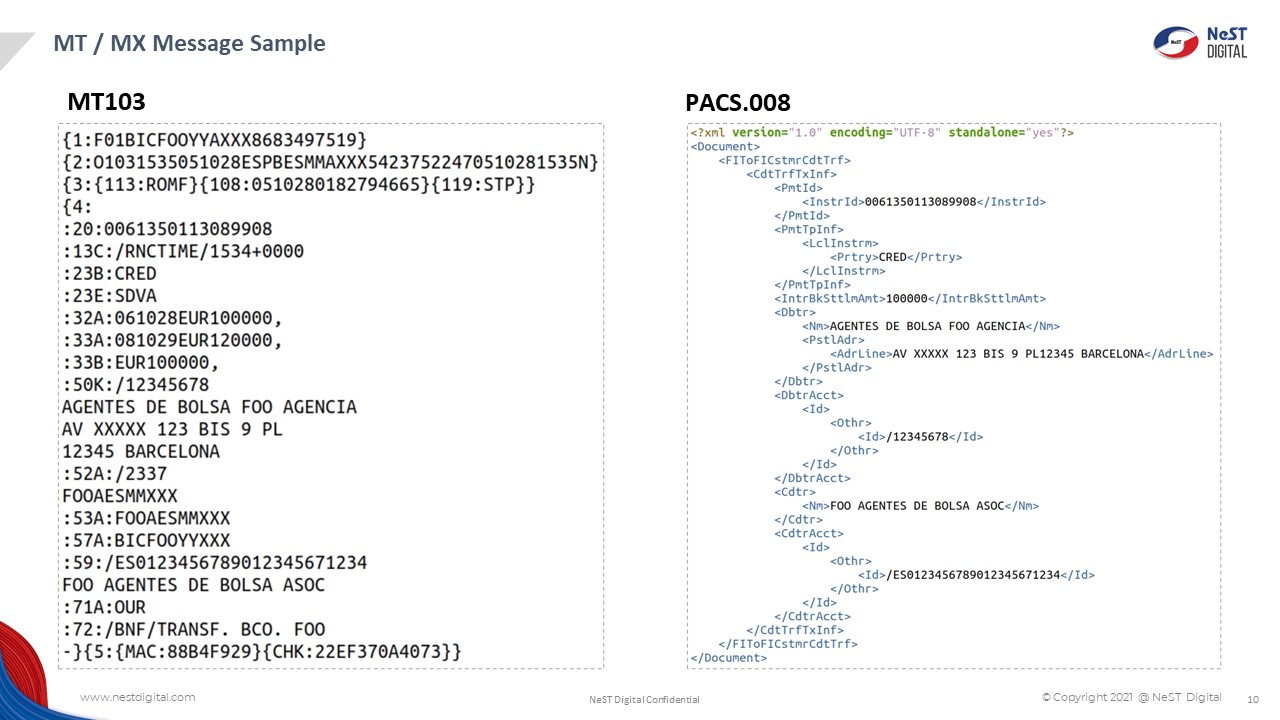 MT / MX Message Sample
NeST
NeST
DIGITAL
MT103
{1:F01BICFOOYYAXXX8683497519}
{2:O1031535051028ESPBESMMAXXX54237522470510281535N}
{3:{113:ROMF}{108:0510280182794665}{119:STP}}
{4:
:20:0061350113089908
:13C:/RNCTIME/1534+0000
:23B:CRED
:23E:SDVA
:32A:061028EUR100000,
:33A:081029EUR120000,
:33B:EUR100000,
:50K:/12345678
AGENTES DE BOLSA FOO AGENCIA
AV XXXXX 123 BIS 9 PL
12345 BARCELONA
:52A:/2337
FOOAESMMXXX
:53A:FOOAESMMXXX
:57A:BICFOOYYXXX
:59:/ES0123456789012345671234
FOO AGENTES DE BOLSA ASOC
:71A:OUR
:72:/BNF/TRANSF. BCO. FOO
-}{5:{MAC:88B4F929}{CHK:22EF370A4073}}
PACS.008
<?xml version="1.0" encoding="UTF-8" standalone="yes"?>
<Document>
<FIToFICstmrCdtTrf>
<CdtTrfTxInf>
<PmtId>
<InstrId>0061350113089908</InstrId>
</PmtId>
<PmtTpInf>
<LclInstrm>
<Prtry>CRED</Prtry>
</LclInstrm>
</PmtTpInf>
<IntrBkSttlmAmt>100000</IntrBkSttlmAmt>
<Dbtr>
<Nm>AGENTES DE BOLSA FOO AGENCIA</Nm>
<PstlAdr>
<AdrLine>AV XXXXX 123 BIS 9 PL12345 BARCELONA</AdrLine>
</PstlAdr>
</Dbtr>
<DbtrAcct>
<Id>
<Othr>
<Id>/12345678</Id>
</Othr>
</Id>
</DbtrAcct>
<Cdtr>
<Nm>FOO AGENTES DE BOLSA ASOC</Nm>
</Cdtr>
<CdtrAcct>
<Id>
<Othr>
<Id>/ES0123456789012345671234</Id>
</Othr>
</Id>
</CdtrAcct>
</CdtTrfTxInf>
</FIToFICstmrCdtTrf>
</Document>
www.nestdigital.com
NeST Digital Confidential
© Copyright 2021 @ NeST Digital
10